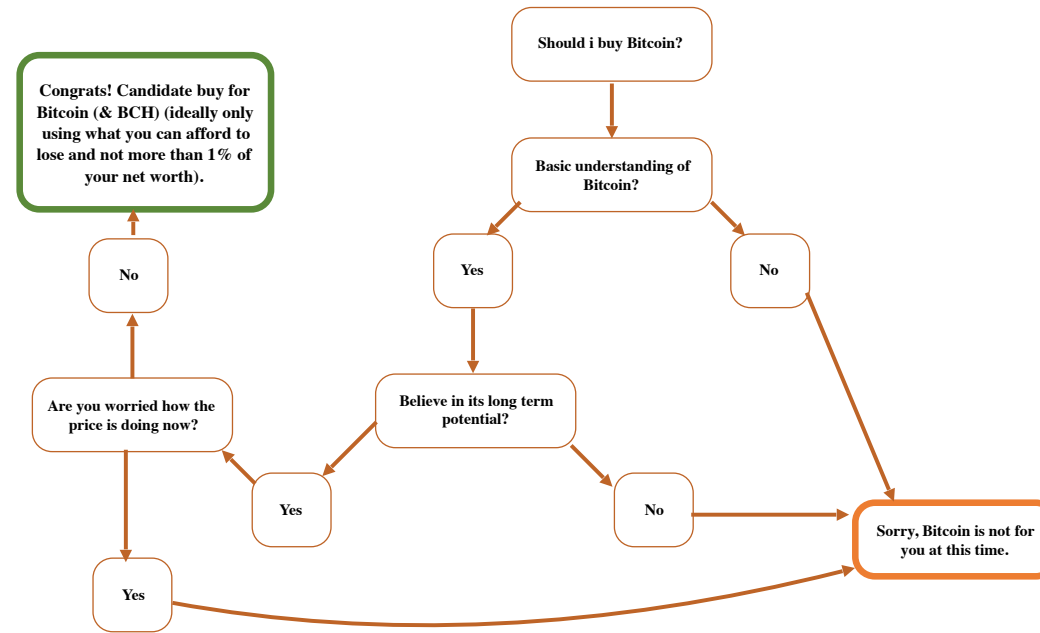 Should i buy Bitcoin?
Congrats! Candidate buy for
Bitcoin (& BCH) (ideally only
using what you can afford to
lose and not more than 1% of
your net worth).
Basic understanding of
Bitcoin?
Yes
No
No
Are you worried how the
price is doing now?
Believe in its long term
potential?
Yes
No
Sorry, Bitcoin is not for
you at this time.
Yes